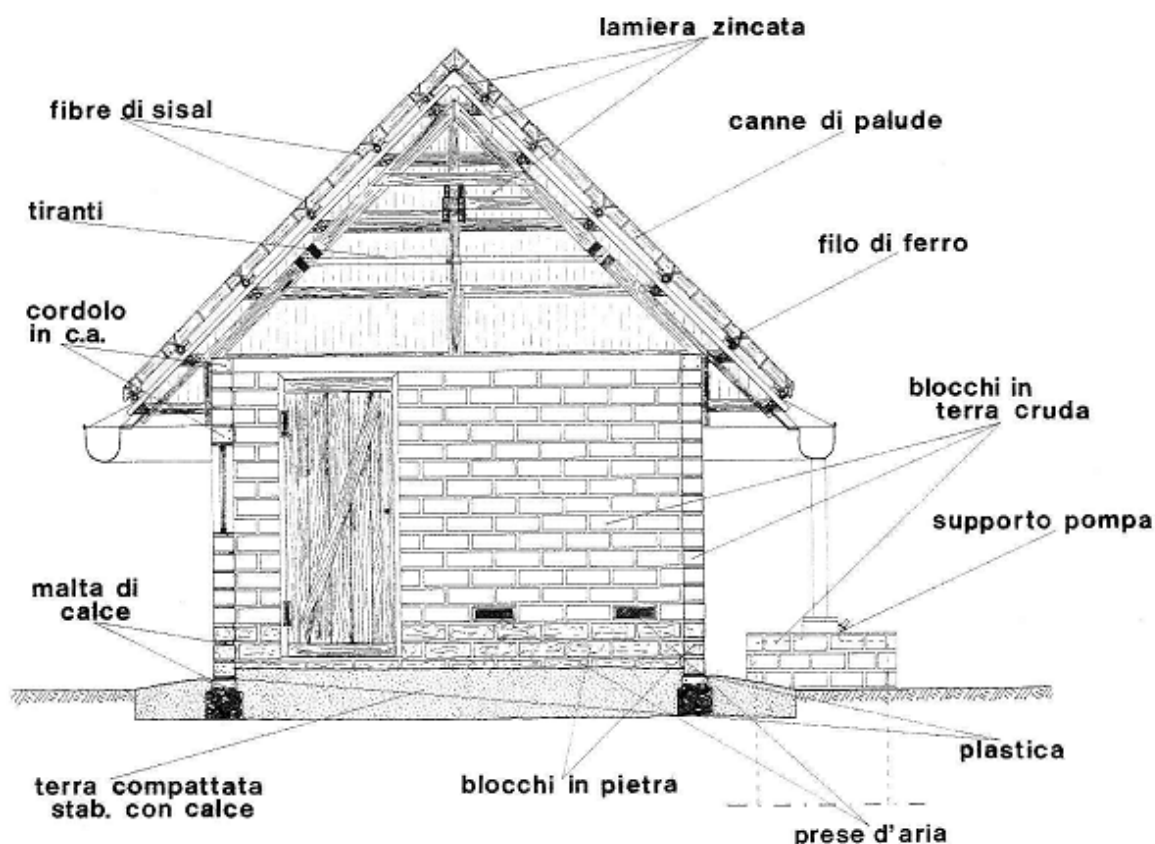 lamiera zincata
fibre di sisal
canne di palude
tiranti
filo di ferro
cordolo
in c.a.
blocchi in
terra cruda
supporto pompa
malta di
calce
plastica
terra compattata
stab. con calce
blocchi in pietra
prese d'aria